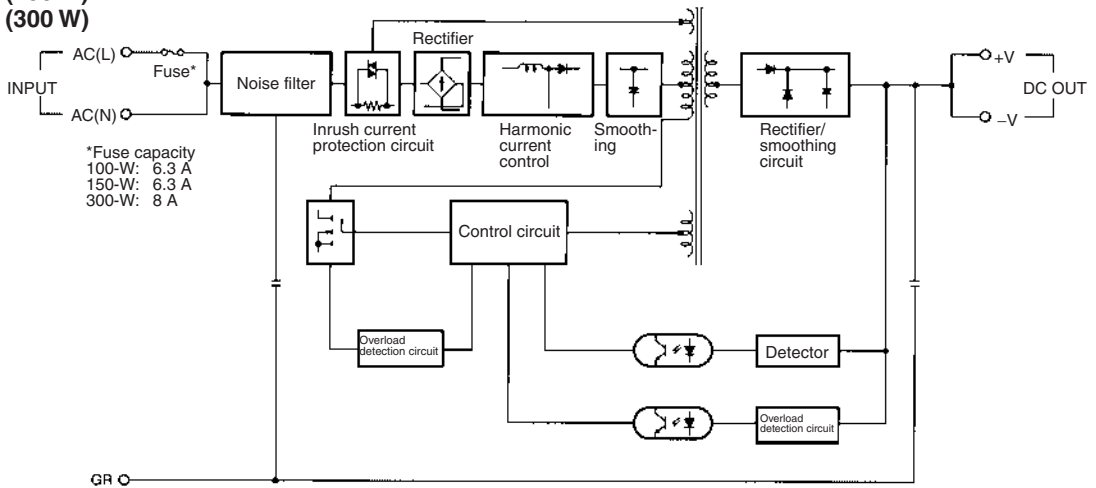 (300 W)
AC(L)
Fuse*
INPUT
AC(N)
Noise filter
Rectifier
+V
DC OUT
–V
Inrush current
protection circuit
Harmonic
current
control
Smooth-
ing
Rectifier/
smoothing
circuit
*Fuse capacity
100-W: 6.3 A
150-W: 6.3 A
300-W: 8 A
Control circuit
Overload
detection circuit
Detector
Overload
detection circuit
GR